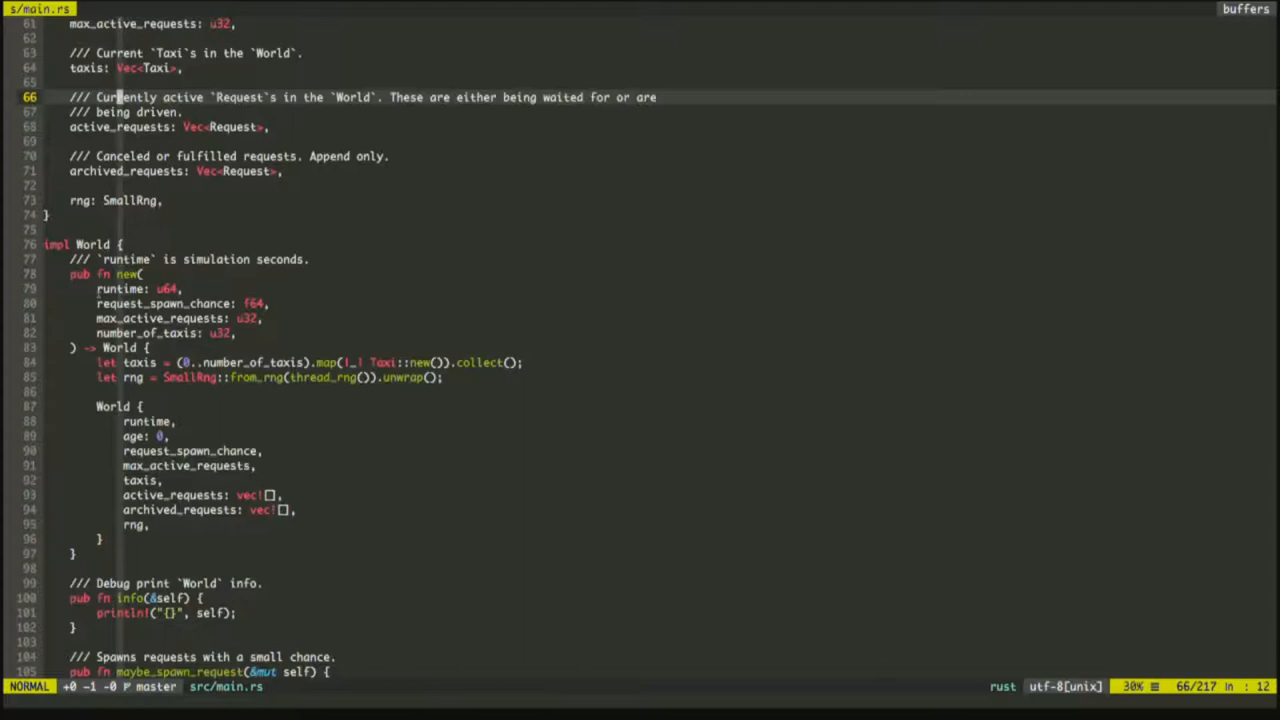 s/main.rs buffers
61 max_active_requests: u32,
62
63 /// Current `Taxi`s in the `World`.
64 taxis: Vec<Taxi>,
65
66 /// Currently active `Request`s in the `World`. These are either being waited for or are
67 /// being driven.
68 active_requests: Vec<Request>,
69
70 /// Canceled or fulfilled requests. Append only.
71 archived_requests: Vec<Request>,
72
73 rng: SmallRng,
74 }
75
76 impl World {
77 /// `runtime` is simulation seconds.
78 pub fn new(
79 runtime: u64,
80 request_spawn_chance: f64,
81 max_active_requests: u32,
82 number_of_taxis: u32,
83 ) -> World {
84 let taxis = (0..number_of_taxis).map(|_| Taxi::new()).collect();
85 let rng = SmallRng::from_rng(thread_rng()).unwrap();
86
87 World {
88 runtime,
89 age: 0,
90 request_spawn_chance,
91 max_active_requests,
92 taxis,
93 active_requests: vec![],
94 archived_requests: vec![],
95 rng,
96 }
97 }
98
99 /// Debug print `World` info.
100 pub fn info(&self) {
101 println!("{}", self);
102 }
103
104 /// Spawns requests with a small chance.
105 pub fn maybe_spawn_request(&mut self) {
NORMAL +0 -1 -0 master src/main.rs rust utf-8[unix] 30% ☰ 66/217 ln : 12